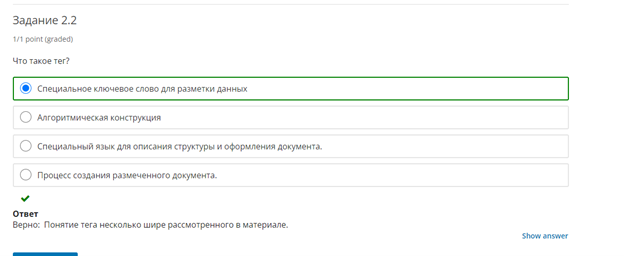 Задание 2.2
1/1 point (graded)
Что такое тег?
Специальное ключевое слово для разметки данных
Алгоритмическая конструкция
Специальный язык для описания структуры и оформления документа.
Процесс создания размеченного документа.
Ответ
Верно: Понятие тега несколько шире рассмотренного в материале.
Show answer